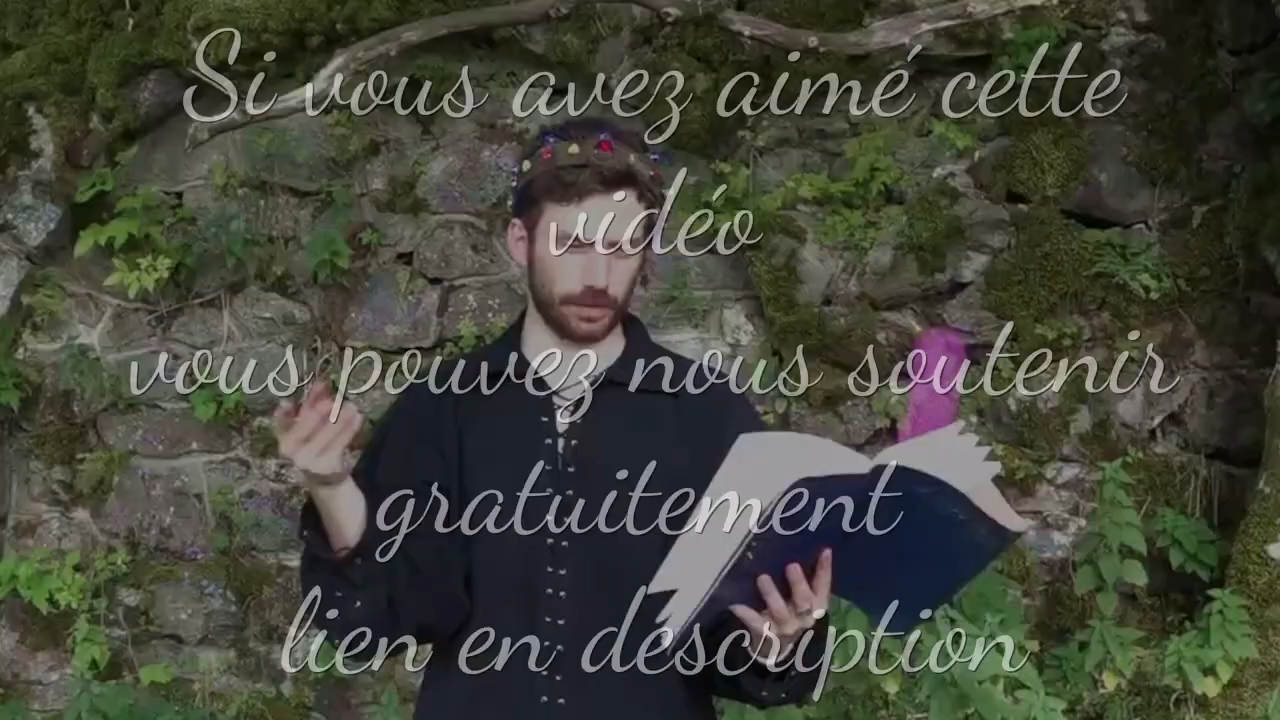 Si vous avez aimé cette
vidéo
vous pouvez nous soutenir
gratuitement
lien en description